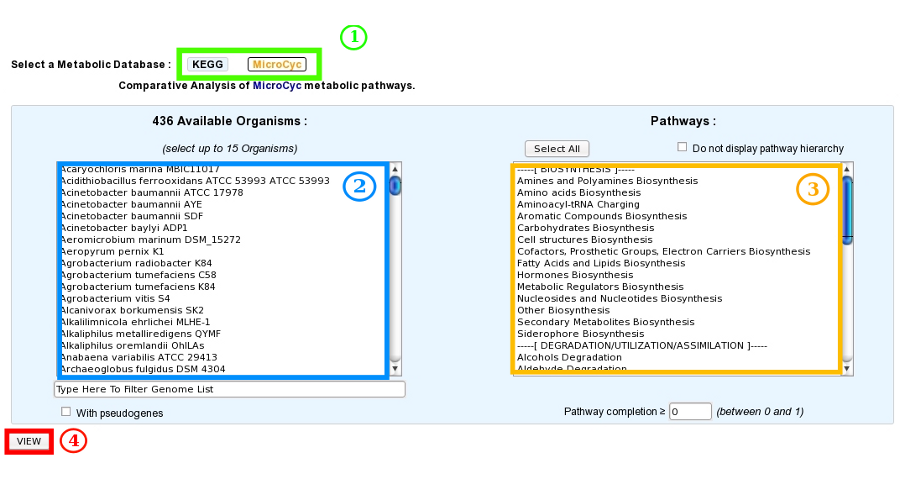 1
Select a Metabolic Database : KEGG MicroCyc
Comparative Analysis of MicroCyc metabolic pathways.
436 Available Organisms :
(select up to 15 Organisms)
Acaryochloris marina MBIC11017
Acidithiobacillus ferrooxidans ATCC 53993 ATCC 53993
Acinetobacter baumannii ATCC 17978
Acinetobacter baumannii AYE
Acinetobacter baumannii SDF
Acinetobacter baylyi ADP1
Aeromicrobium marinum DSM_15272
Aeropyrum pernix K1
Agrobacterium radiobacter K84
Agrobacterium tumefaciens C58
Agrobacterium tumefaciens K84
Agrobacterium vitis S4
Alcanivorax borkumensis SK2
Alkalilimnicola ehrlichei MLHE-1
Alkaliphilus metalliredigens QYMF
Alkaliphilus oremlandii OhILAs
Anabaena variabilis ATCC 29413
Archaeoglobus fulgidus DSM 4304
2
Type Here To Filter Genome List
With pseudogenes
Pathways :
Select All
Do not display pathway hierarchy
-----[ BIOSYNTHESIS ]-----
Amines and Polyamines Biosynthesis
Amino acids Biosynthesis
Aminoacyl-tRNA Charging
Aromatic Compounds Biosynthesis
Carbohydrates Biosynthesis
Cell structures Biosynthesis
Cofactors, Prosthetic Groups, Electron Carriers Biosynthesis
Fatty Acids and Lipids Biosynthesis
Hormones Biosynthesis
Metabolic Regulators Biosynthesis
Nucleosides and Nucleotides Biosynthesis
Other Biosynthesis
Secondary Metabolites Biosynthesis
Siderophore Biosynthesis
-----[ DEGRADATION/UTILIZATION/ASSIMILATION ]-----
Alcohols Degradation
Aldehyde Degradation
3
Pathway completion ≥ 0 (between 0 and 1)
VIEW
4